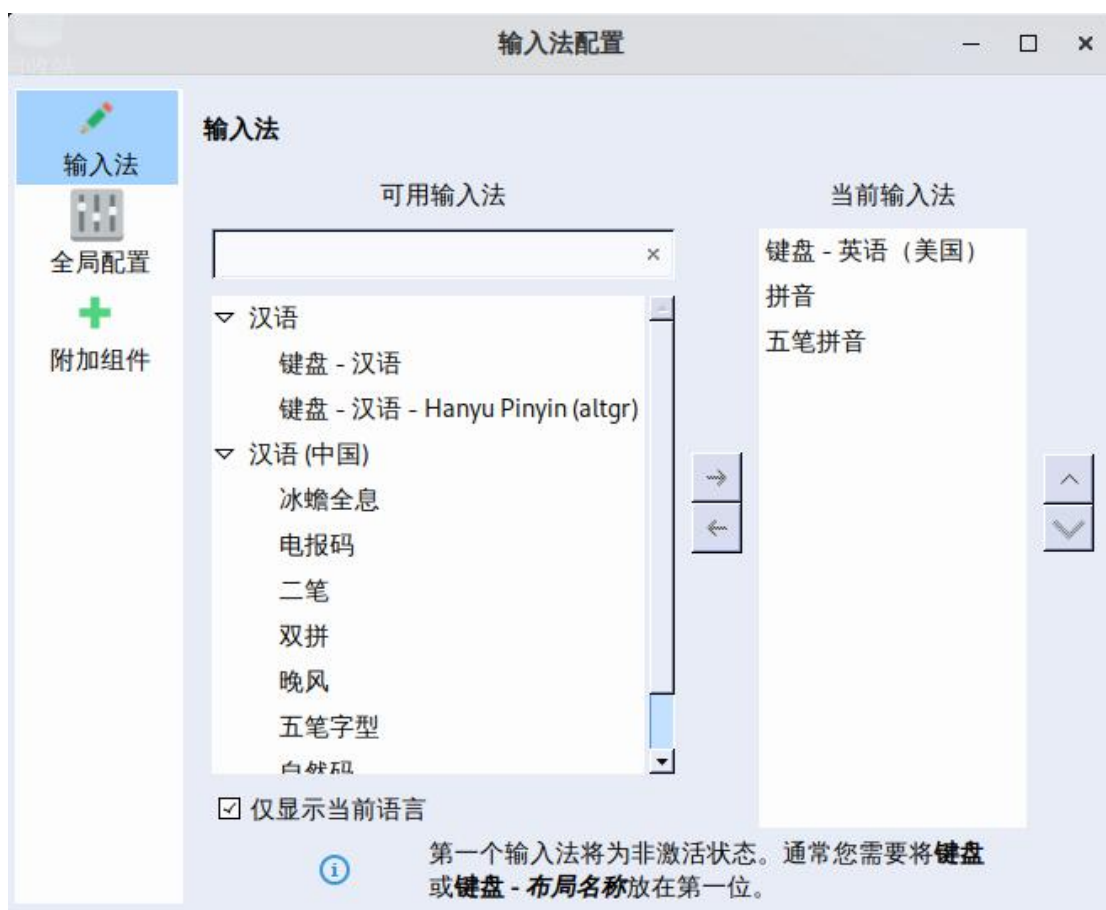 输入法配置
输入法
全局配置
附加组件
输入法
可用输入法
汉语
键盘 - 汉语
键盘 - 汉语 - Hanyu Pinyin (altgr)
汉语 (中国)
冰蟾全息
电报码
二笔
双拼
晚风
五笔字型
自然码
仅显示当前语言
当前输入法
键盘 - 英语（美国）
拼音
五笔拼音
第一个输入法将为非激活状态。通常您需要将键盘
或键盘 - 布局名称放在第一位。